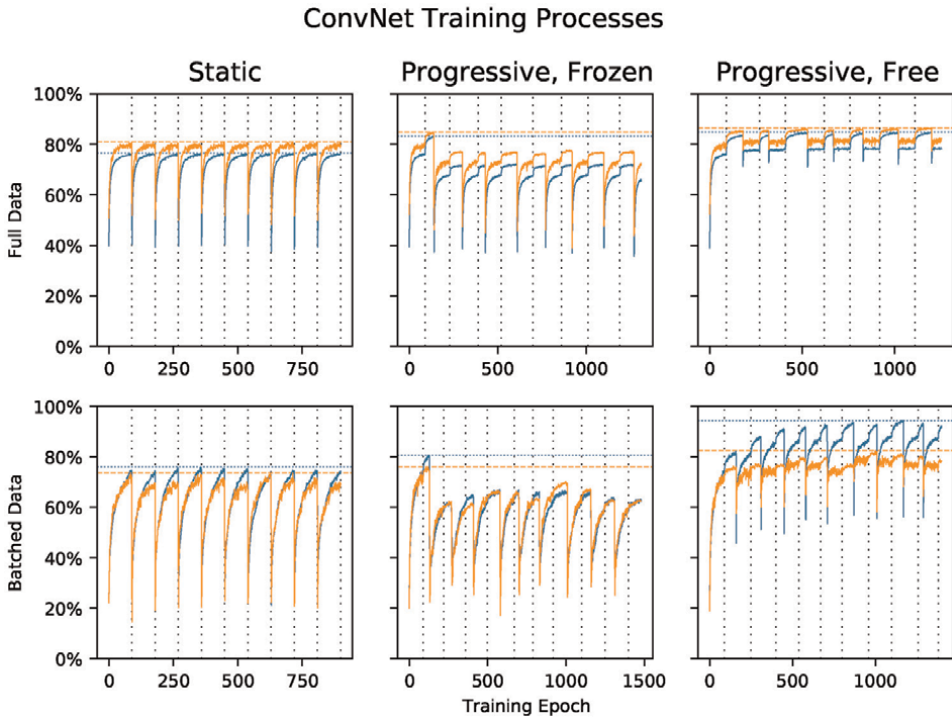 ConvNet Training Processes
Static
Progressive, Frozen
Progressive, Free
Full Data
100%
80%
60%
40%
20%
0%
0 250 500 750
0 500 1000
0 500 1000
Batched Data
100%
80%
60%
40%
20%
0%
0 250 500 750
0 500 1000 1500
0 500 1000
Training Epoch